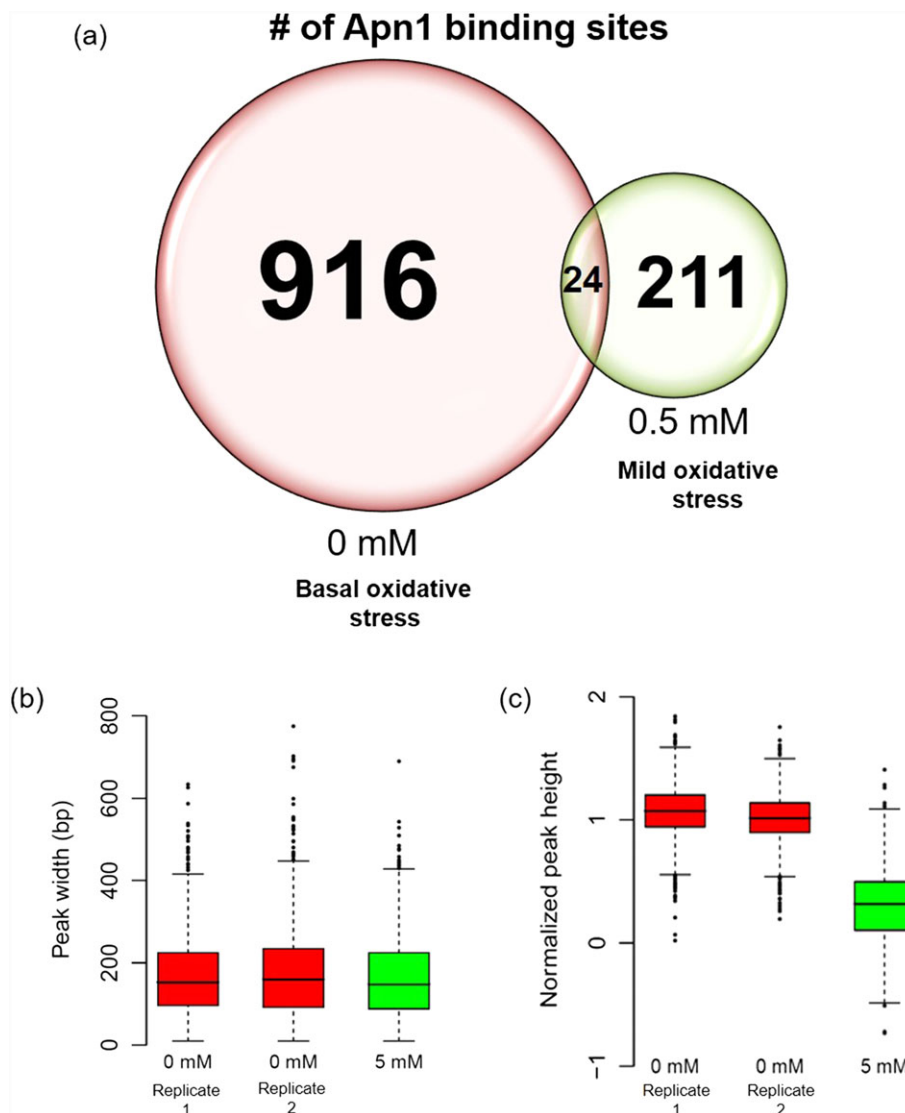 (a)
# of Apn1 binding sites
916
24
211
0.5 mM
Mild oxidative
stress
0 mM
Basal oxidative
stress
(b)
Peak width (bp)
800
600
400
200
0
0 mM
0 mM
5 mM
Replicate
1
Replicate
2
(c)
Normalized peak height
2
1
0
−1
0 mM
0 mM
5 mM
Replicate
1
Replicate
2